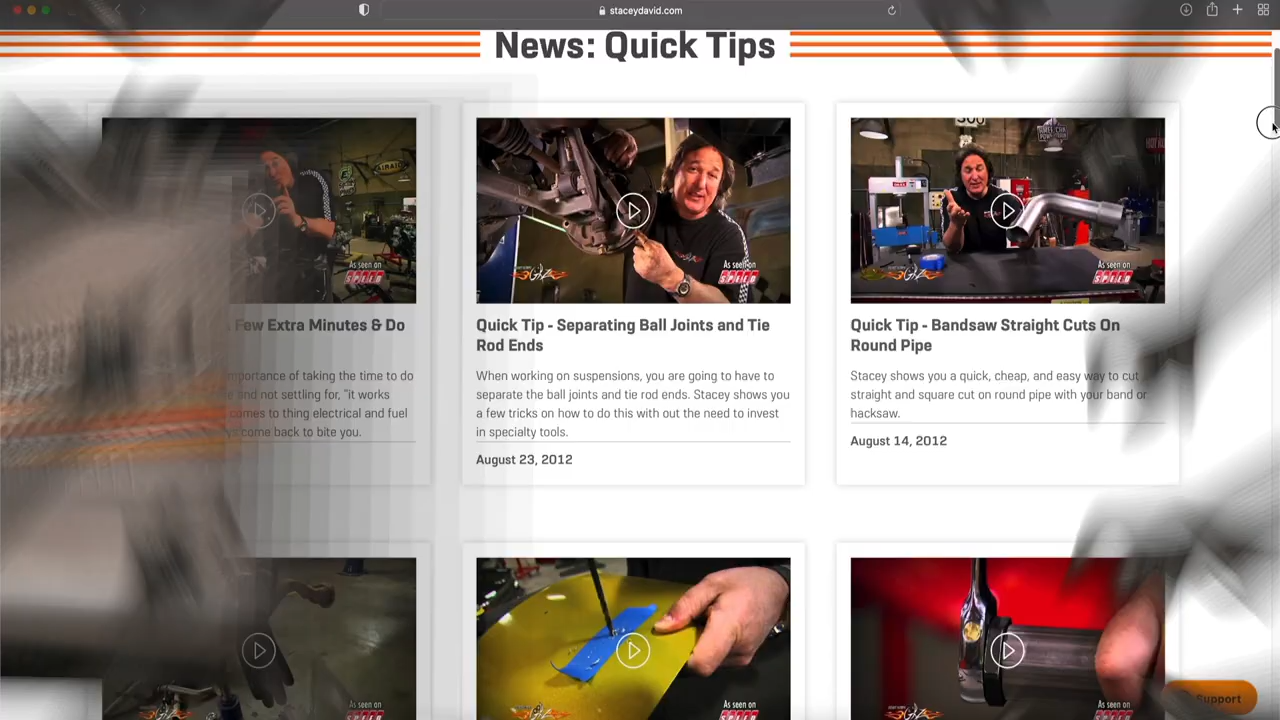 staceydavid.com
News: Quick Tips
As seen on
SPEED
As seen on
SPEED
As seen on
SPEED
Few Extra Minutes & Do
importance of taking the time to do
and not settling for, "it works
comes to thing electrical and fuel
come back to bite you.
Quick Tip - Separating Ball Joints and Tie
Rod Ends
When working on suspensions, you are going to have to
separate the ball joints and tie rod ends. Stacey shows you
a few tricks on how to do this with out the need to invest
in specialty tools.
August 23, 2012
Quick Tip - Bandsaw Straight Cuts On
Round Pipe
Stacey shows you a quick, cheap, and easy way to cut
straight and square cut on round pipe with your band or
hacksaw.
August 14, 2012
As seen on
As seen on
As seen on
Support